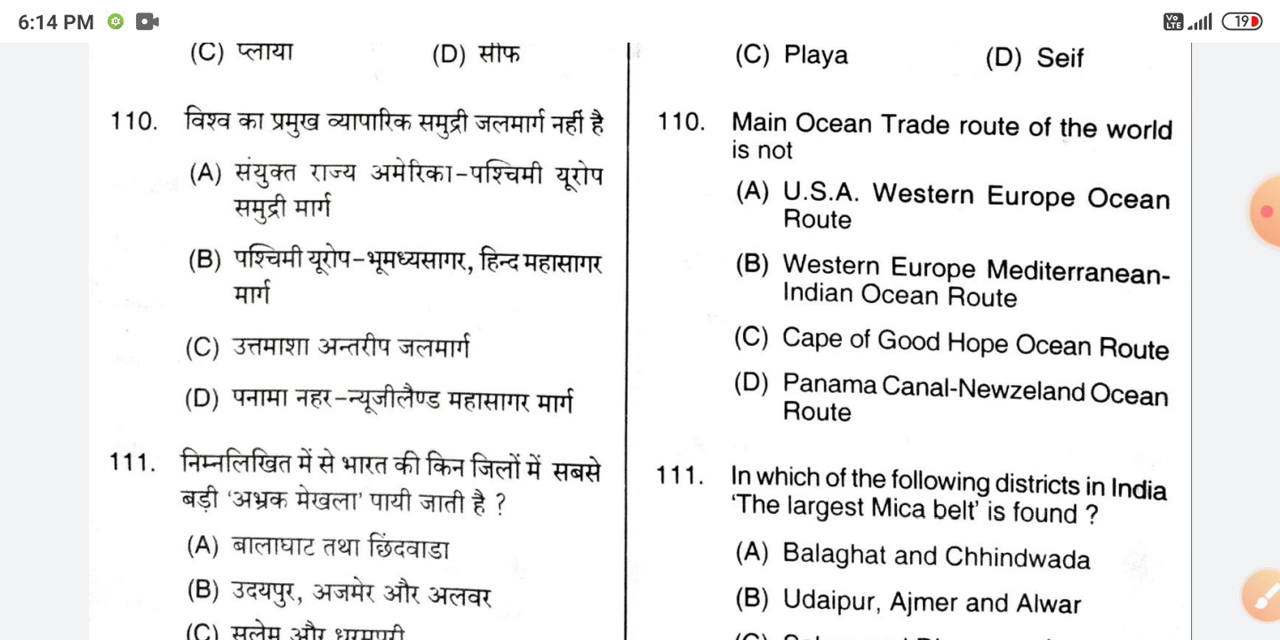 6:14 PM
Vo LTE 19
(C) प्लाया (D) सीफ
110. विश्व का प्रमुख व्यापारिक समुद्री जलमार्ग नहीं है
(A) संयुक्त राज्य अमेरिका-पश्चिमी यूरोप
समुद्री मार्ग
(B) पश्चिमी यूरोप-भूमध्यसागर, हिन्द महासागर
मार्ग
(C) उत्तमाशा अन्तरीप जलमार्ग
(D) पनामा नहर-न्यूजीलैण्ड महासागर मार्ग
111. निम्नलिखित में से भारत की किन जिलों में सबसे
बड़ी ‘अभ्रक मेखला’ पायी जाती है ?
(A) बालाघाट तथा छिंदवाडा
(B) उदयपुर, अजमेर और अलवर
(C) सलेम और
(C) Playa (D) Seif
110. Main Ocean Trade route of the world
is not
(A) U.S.A. Western Europe Ocean
Route
(B) Western Europe Mediterranean-
Indian Ocean Route
(C) Cape of Good Hope Ocean Route
(D) Panama Canal-Newzeland Ocean
Route
111. In which of the following districts in India
‘The largest Mica belt’ is found ?
(A) Balaghat and Chhindwada
(B) Udaipur, Ajmer and Alwar